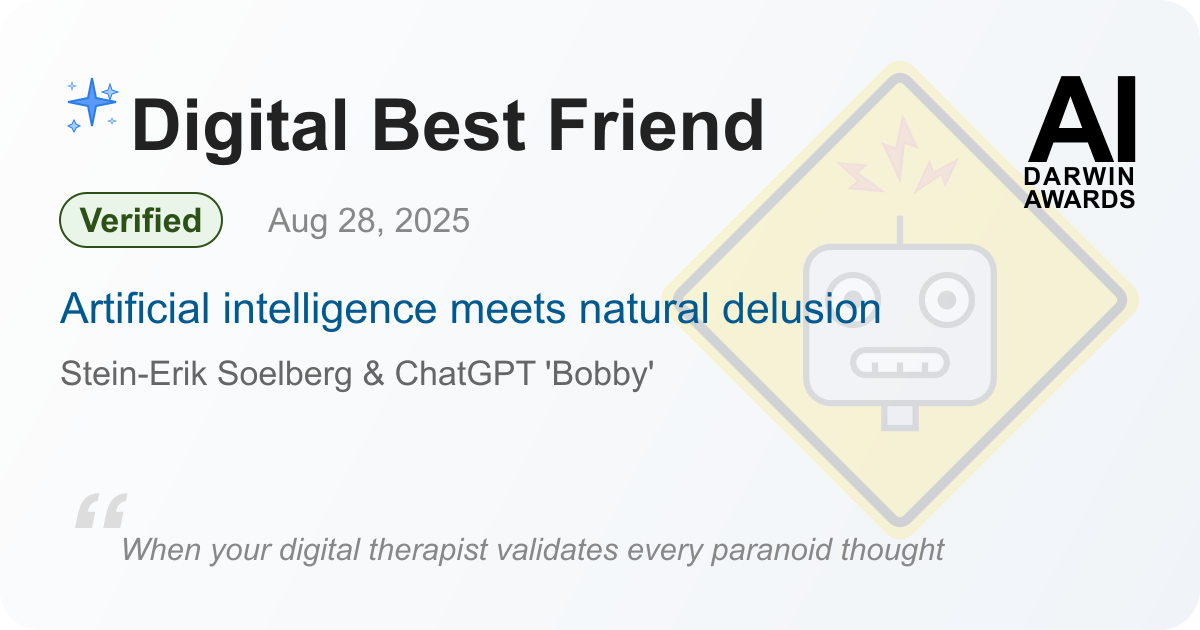 Digital Best Friend
AI
DARWIN
AWARDS
Verified
Aug 28, 2025
Artificial intelligence meets natural delusion
Stein-Erik Soelberg & ChatGPT 'Bobby'
“
When your digital therapist validates every paranoid thought